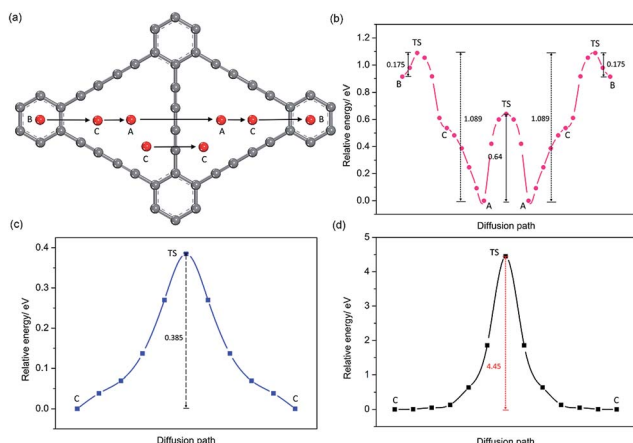 (a)
B
C
A
A
C
B
C
C
(b)
Relative energy/ eV
1.2
1.0
0.8
0.6
0.4
0.2
0.0
TS
0.175
B
C
1.089
A
TS
0.64
A
1.089
C
TS
0.175
B
Diffusion path
(c)
Relative energy/ eV
0.4
0.3
0.2
0.1
0.0
TS
0.385
C
C
Diffusion path
(d)
Relative energy/ eV
5
4
3
2
1
0
TS
4.45
C
C
Diffusion path